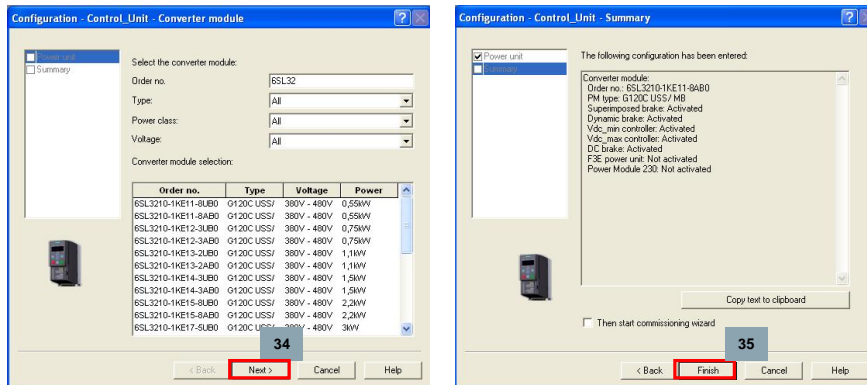 Configuration - Control_Unit - Converter module
Power unit
Summary
Select the converter module:
Order no. 6SL32
Type: All
Power class: All
Voltage: All
Converter module selection:
Order no. Type Voltage Power
6SL3210-1KE11-8UB0 G120C USS/ 380V - 480V 0,55kW
6SL3210-1KE11-8AB0 G120C USS/ 380V - 480V 0,55kW
6SL3210-1KE12-3UB0 G120C USS/ 380V - 480V 0,75kW
6SL3210-1KE12-3AB0 G120C USS/ 380V - 480V 0,75kW
6SL3210-1KE13-2UB0 G120C USS/ 380V - 480V 1,1kW
6SL3210-1KE13-2AB0 G120C USS/ 380V - 480V 1,1kW
6SL3210-1KE14-3UB0 G120C USS/ 380V - 480V 1,5kW
6SL3210-1KE14-3AB0 G120C USS/ 380V - 480V 1,5kW
6SL3210-1KE15-8UB0 G120C USS/ 380V - 480V 2,2kW
6SL3210-1KE15-8AB0 G120C USS/ 380V - 480V 2,2kW
6SL3210-1KE17-5UB0 G120C 480V 3kW
34
< Back Next > Cancel Help
Configuration - Control_Unit - Summary
Power unit
Summary
The following configuration has been entered:
Converter module:
Order no.: 6SL3210-1KE11-8AB0
PM type: G120C USS/ MB
Superimposed brake: Activated
Dynamic brake: Activated
Vdc_min controller: Activated
Vdc_max controller: Activated
DC brake: Activated
F3E power unit: Not activated
Power Module 230: Not activated
Copy text to clipboard
Then start commissioning wizard
35
< Back Finish Cancel Help